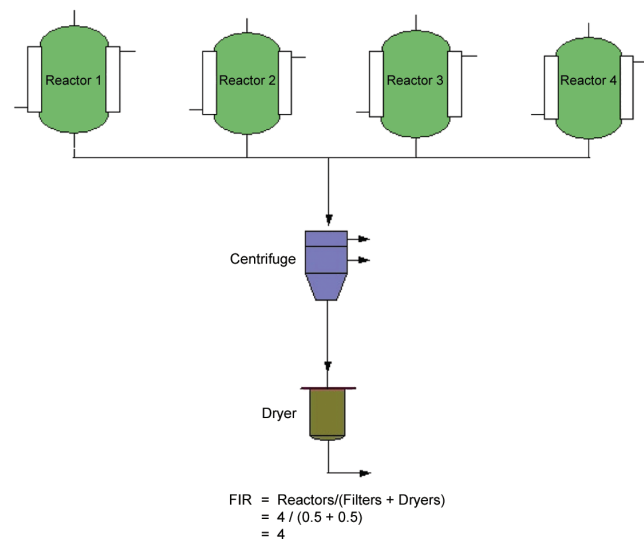 Reactor 1
Reactor 2
Reactor 3
Reactor 4
Centrifuge
Dryer
FIR = Reactors/(Filters + Dryers)
= 4 / (0.5 + 0.5)
= 4